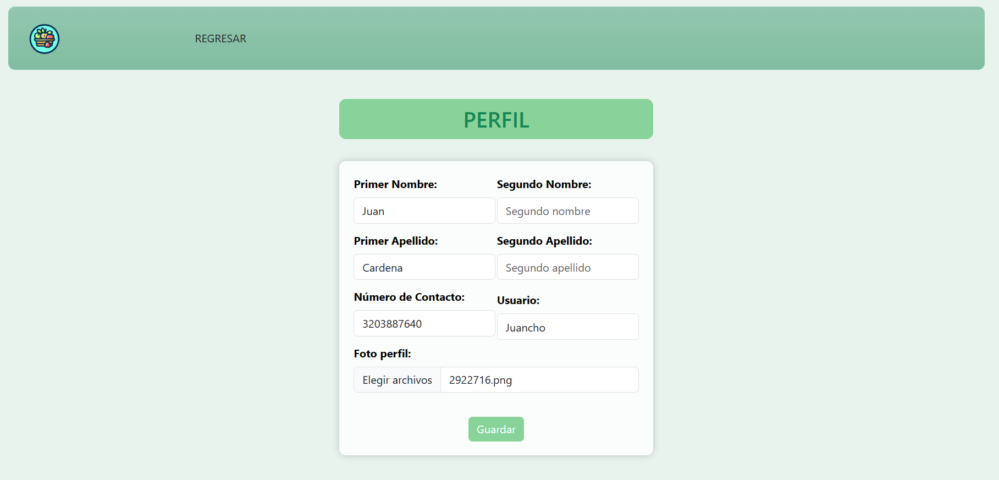 REGRESAR
PERFIL
Primer Nombre: Segundo Nombre:
Juan Segundo nombre
Primer Apellido: Segundo Apellido:
Cardena Segundo apellido
Número de Contacto: Usuario:
3203887640 Juancho
Foto perfil:
Elegir archivos 2922716.png
Guardar